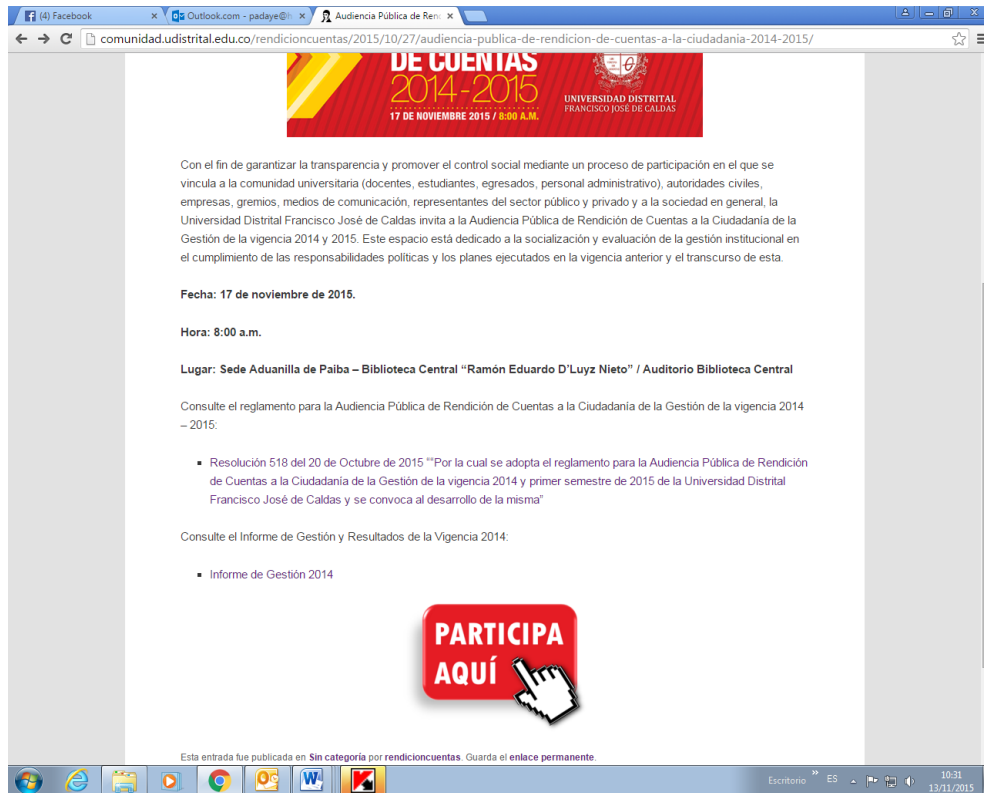 (4) Facebook
Outlook.com - padaye@h
Audiencia Pública de Renc
comunidad.udistrital.edu.co/rendicioncuentas/2015/10/27/audiencia-publica-de-rendicion-de-cuentas-a-la-ciudadania-2014-2015/
DE CUENTAS
2014-2015
17 DE NOVIEMBRE 2015 / 8:00 A.M.
UNIVERSIDAD DISTRITAL
FRANCISCO JOSÉ DE CALDAS
Con el fin de garantizar la transparencia y promover el control social mediante un proceso de participación en el que se
vincula a la comunidad universitaria (docentes, estudiantes, egresados, personal administrativo), autoridades civiles,
empresas, gremios, medios de comunicación, representantes del sector público y privado y a la sociedad en general, la
Universidad Distrital Francisco José de Caldas invita a la Audiencia Pública de Rendición de Cuentas a la Ciudadanía de la
Gestión de la vigencia 2014 y 2015. Este espacio está dedicado a la socialización y evaluación de la gestión institucional en
el cumplimiento de las responsabilidades políticas y los planes ejecutados en la vigencia anterior y el transcurso de esta.
Fecha: 17 de noviembre de 2015.
Hora: 8:00 a.m.
Lugar: Sede Aduanilla de Paiba – Biblioteca Central “Ramón Eduardo D’Luyz Nieto” / Auditorio Biblioteca Central
Consulte el reglamento para la Audiencia Pública de Rendición de Cuentas a la Ciudadanía de la Gestión de la vigencia 2014
– 2015:
Resolución 518 del 20 de Octubre de 2015 ““Por la cual se adopta el reglamento para la Audiencia Pública de Rendición
de Cuentas a la Ciudadanía de la Gestión de la vigencia 2014 y primer semestre de 2015 de la Universidad Distrital
Francisco José de Caldas y se convoca al desarrollo de la misma”
Consulte el Informe de Gestión y Resultados de la Vigencia 2014:
Informe de Gestión 2014
PARTICIPA
AQUÍ
Esta entrada fue publicada en Sin categoría por rendicioncuentas. Guarda el enlace permanente.
Escritorio
ES
10:31
13/11/2015